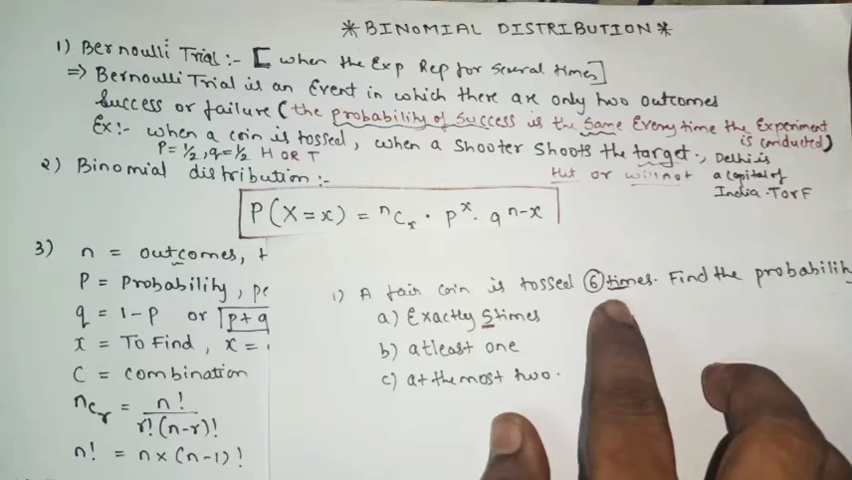 * BINOMIAL DISTRIBUTION *
1) Bernoulli Trial :- [ when the Exp Rep for several times]
=> Bernoulli Trial is an Event in which there are only two outcomes
Success or failure ( the probability of success is the same Every time the Experiment is conducted)
Ex:- when a coin is tossed, when a shooter shoots the target., Delhi is a capital of India. T or F
P= 1/2, q= 1/2 H OR T
Hit or will not
2) Binomial distribution :-
P(X=x) = ⁿCₓ · pˣ · qⁿ⁻ˣ
3) n = outcomes,
P = Probability,
q = 1-p or p+q
x = To Find, x =
C = combination
ⁿCᵣ = n! / r!(n-r)!
n! = n×(n-1)!
1) A fair coin is tossed 6 times. Find the probability
a) Exactly 5 times
b) atleast one
c) at the most two.